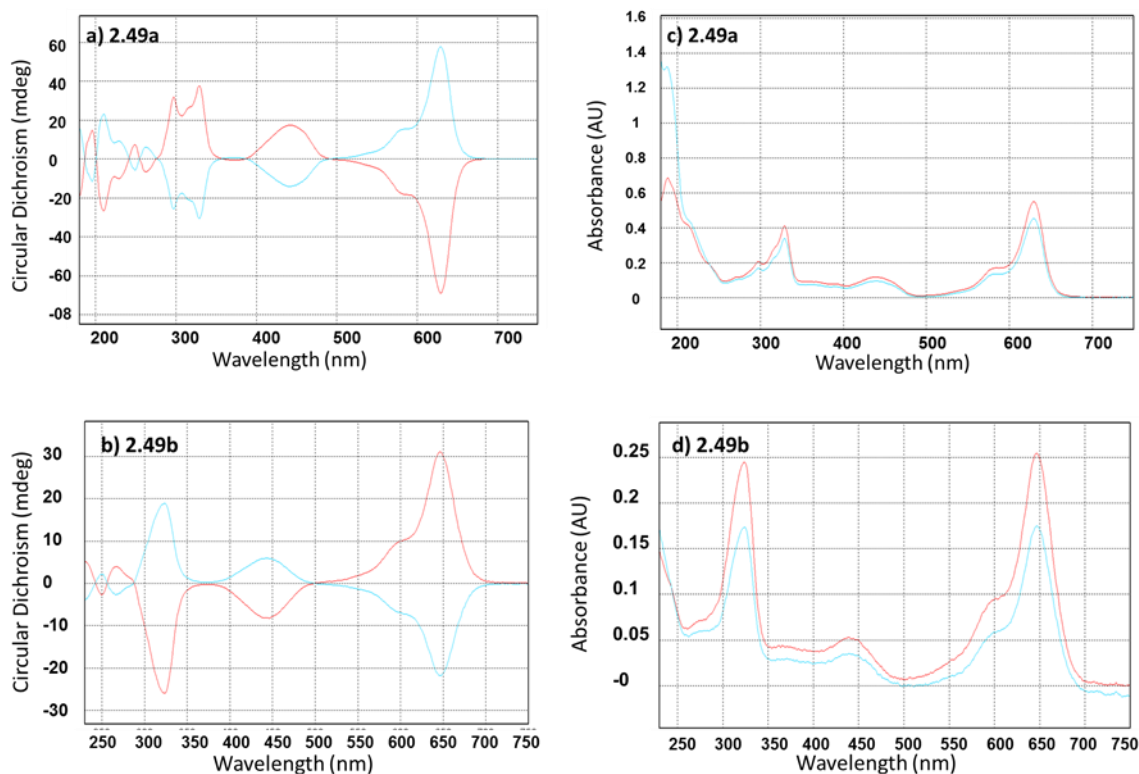 a) 2.49a
Circular Dichroism (mdeg)
60
40
20
0
-20
-40
-60
-08
200 300 400 500 600 700
Wavelength (nm)
c) 2.49a
Absorbance (AU)
1.6
1.4
1.2
1
0.8
0.6
0.4
0.2
0
200 300 400 500 600 700
Wavelength (nm)
b) 2.49b
Circular Dichroism (mdeg)
30
20
10
0
-10
-20
-30
250 300 350 400 450 500 550 600 650 700 750
Wavelength (nm)
d) 2.49b
Absorbance (AU)
0.25
0.2
0.15
0.1
0.05
-0
250 300 350 400 450 500 550 600 650 700 750
Wavelength (nm)